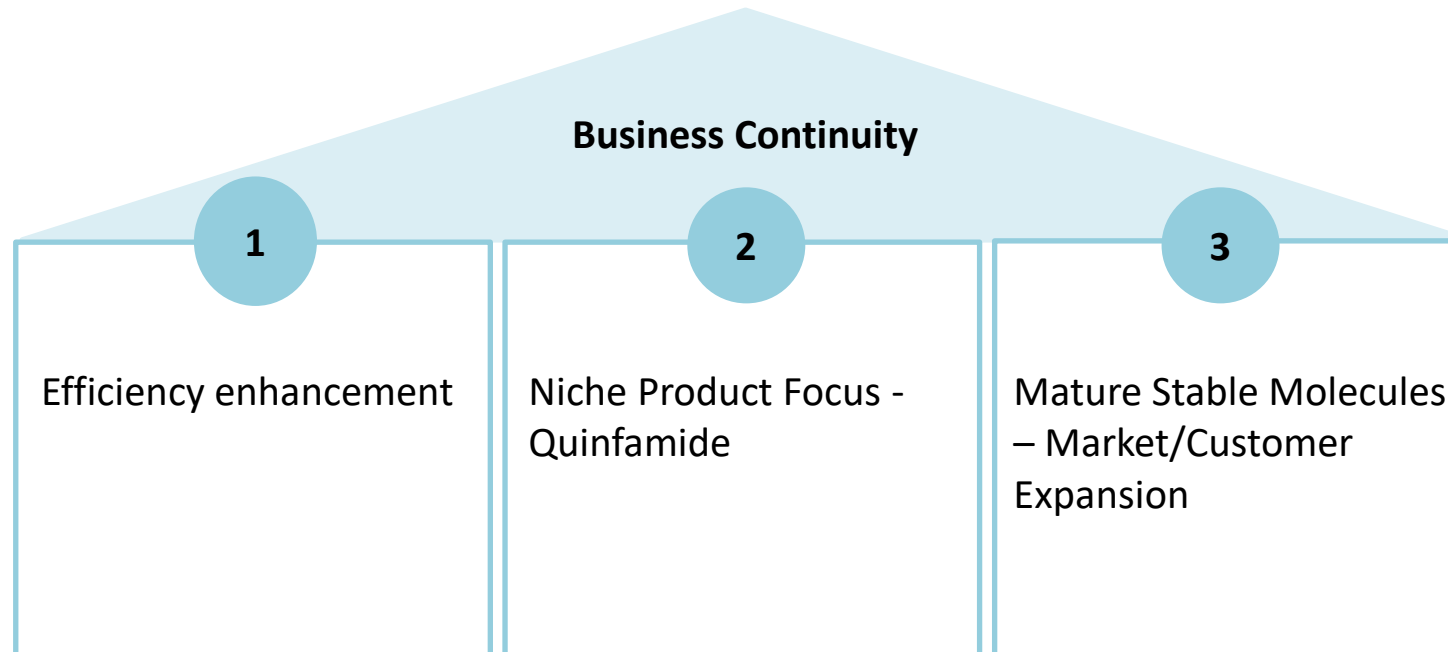 Business Continuity
1
2
3
Efficiency enhancement
Niche Product Focus -
Quinfamide
Mature Stable Molecules
– Market/Customer
Expansion